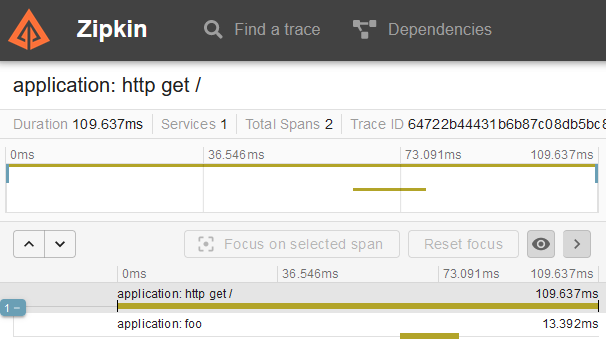 Zipkin Find a trace Dependencies
application: http get /
Duration 109.637ms Services 1 Total Spans 2 Trace ID 64722b44431b6b87c08db5bc8
0ms 36.546ms 73.091ms 109.637ms
Focus on selected span Reset focus
0ms 36.546ms 73.091ms 109.637ms
application: http get / 109.637ms
1 −
application: foo 13.392ms